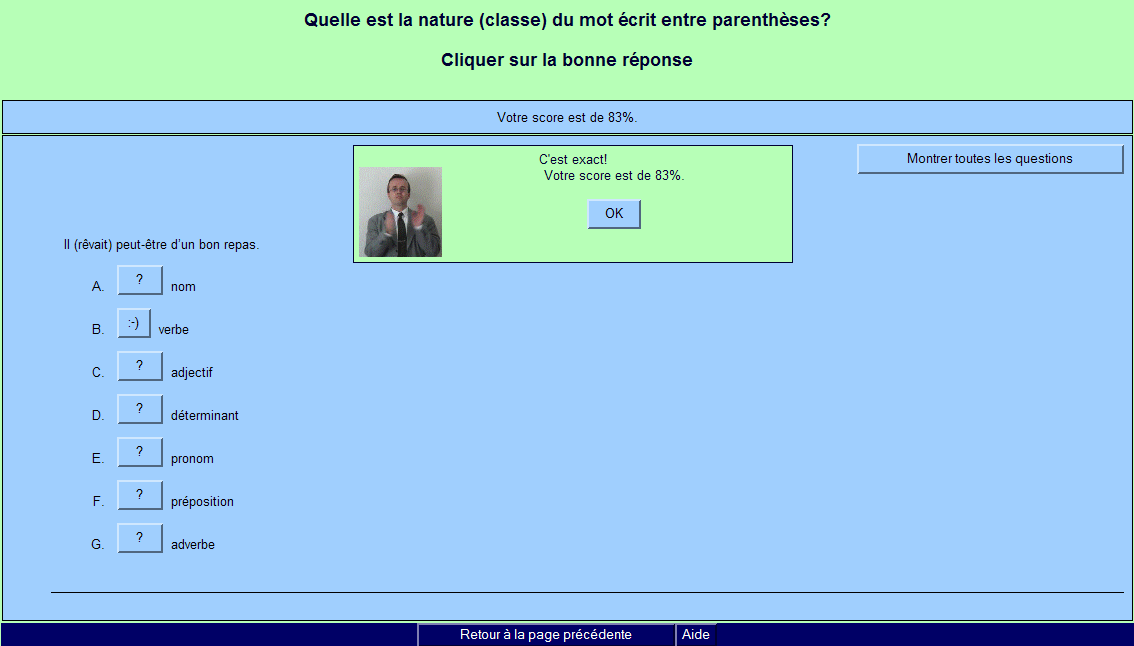 Quelle est la nature (classe) du mot écrit entre parenthèses?
Cliquer sur la bonne réponse
Votre score est de 83%.
C'est exact!
Votre score est de 83%.
OK
Montrer toutes les questions
Il (rêvait) peut-être d'un bon repas.
A. ? nom
B. :-) verbe
C. ? adjectif
D. ? déterminant
E. ? pronom
F. ? préposition
G. ? adverbe
Retour à la page précédente Aide